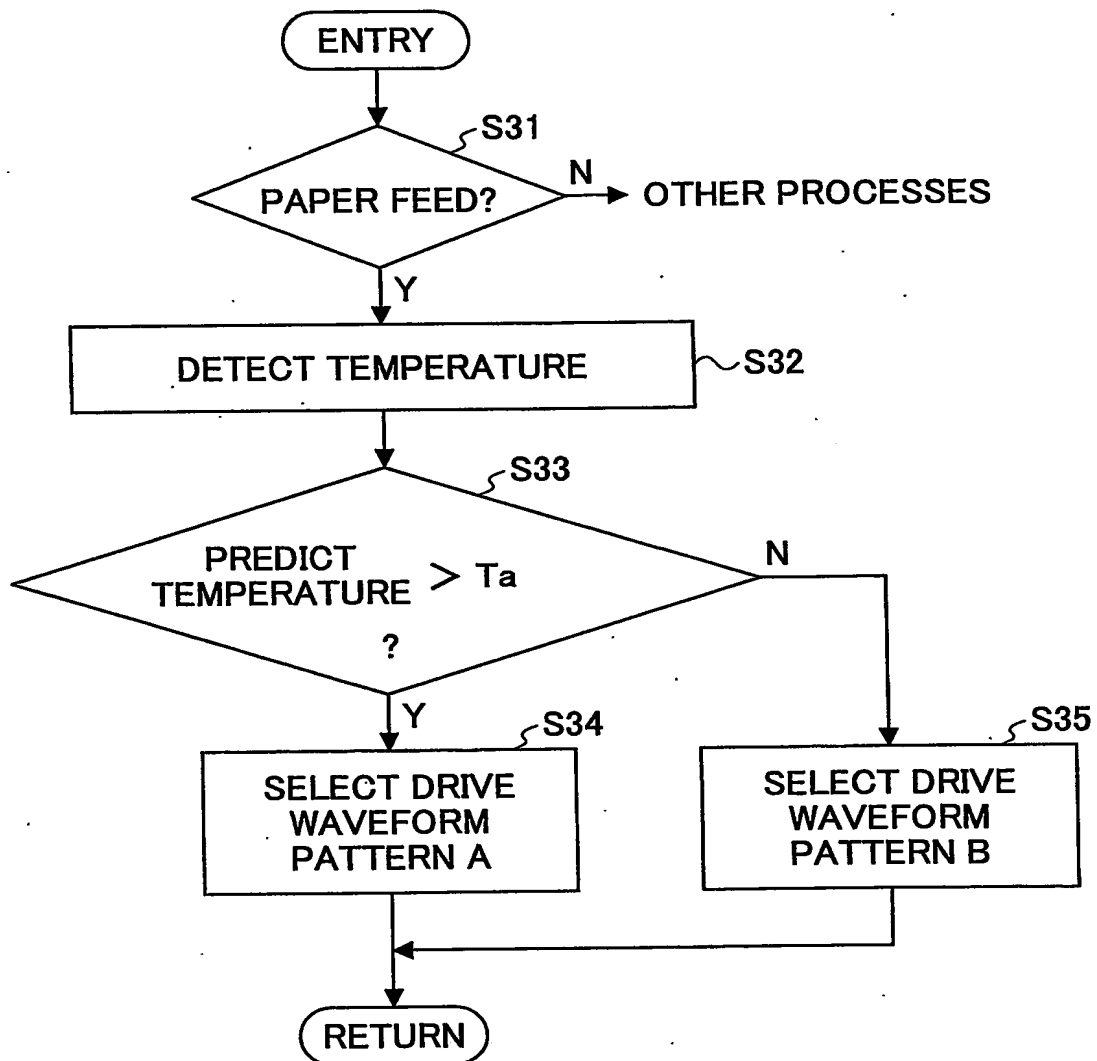 ENTRY
S31
PAPER FEED?
N
OTHER PROCESSES
Y
DETECT TEMPERATURE
S32
S33
PREDICT
TEMPERATURE > Ta
?
N
Y
S34
S35
SELECT DRIVE
WAVEFORM
PATTERN A
SELECT DRIVE
WAVEFORM
PATTERN B
RETURN